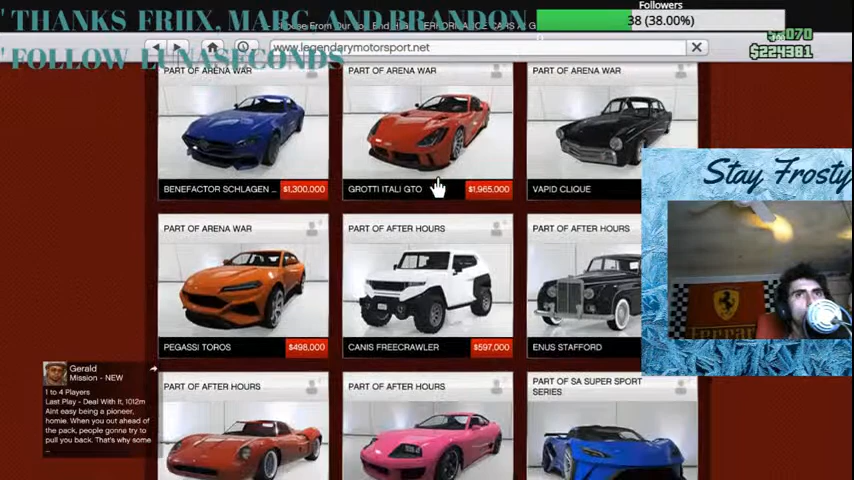 ' THANKS FRIIX, MARC AND BRANDON
' FOLLOW LUNASECONDS
Followers
38 (38.00%)
$224381
www.legendarymotorsport.net
PART OF ARENA WAR
PART OF ARENA WAR
PART OF ARENA WAR
BENEFACTOR SCHLAGEN ... $1,300,000
GROTTI ITALI GTO $1,965,000
VAPID CLIQUE
Stay Frosty
PART OF ARENA WAR
PART OF AFTER HOURS
PART OF AFTER HOURS
PEGASSI TOROS $498,000
CANIS FREECRAWLER $597,000
ENUS STAFFORD
Ferrari
Gerald
Mission - NEW
1 to 4 Players
Last Play - Deal With It, 1012m
Aint easy being a pioneer,
homie. When you out ahead of
the pack, people gonna try to
pull you back. That's why some
...
PART OF AFTER HOURS
PART OF AFTER HOURS
PART OF SA SUPER SPORT
SERIES